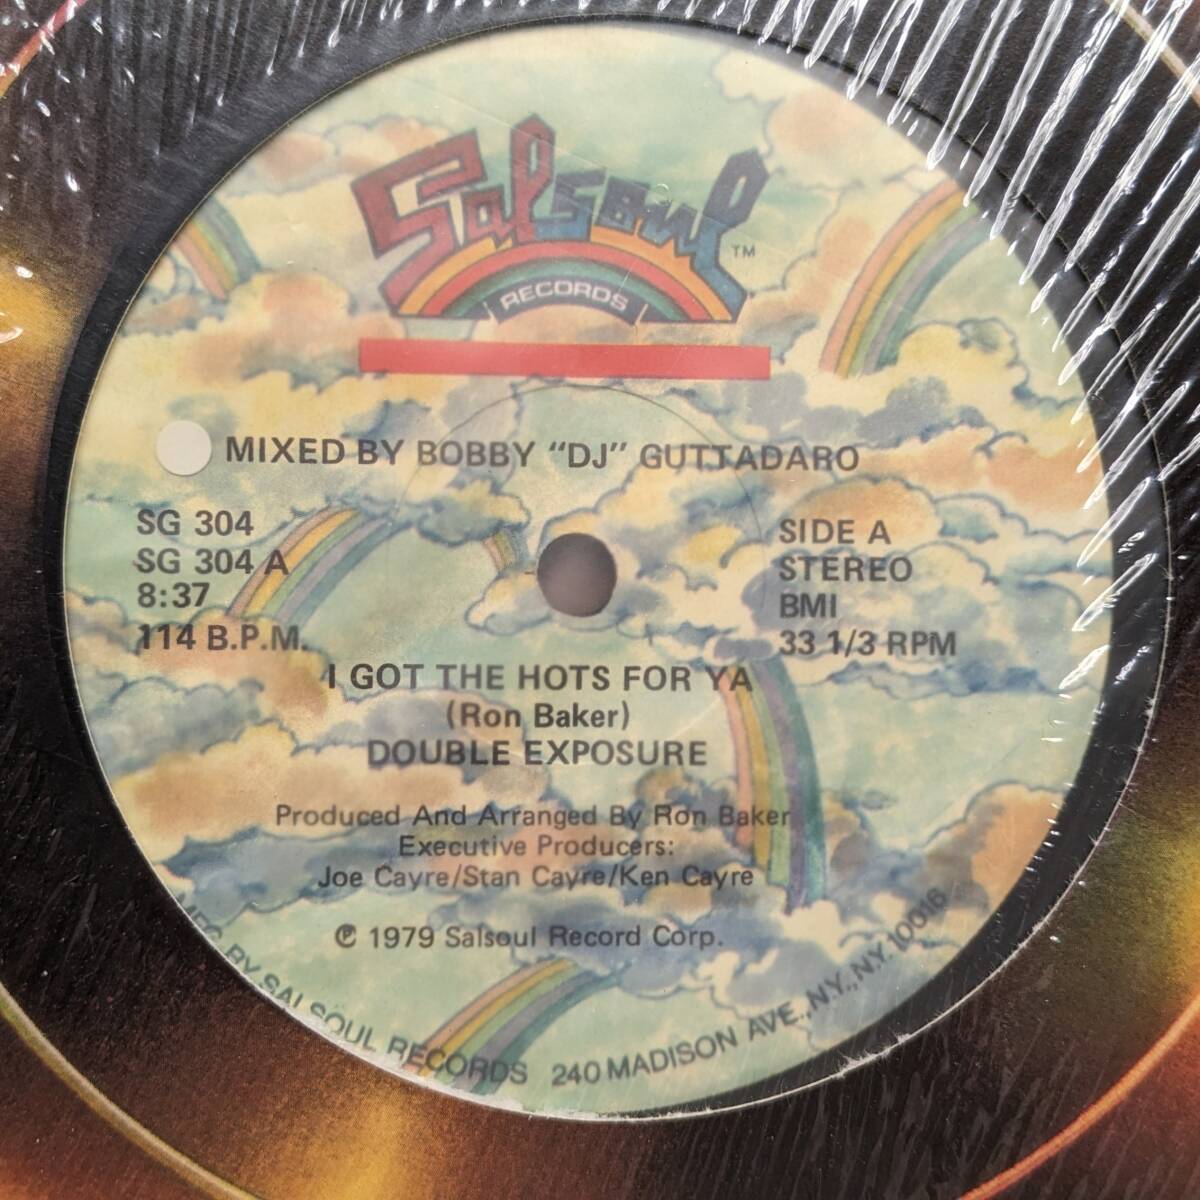 Salsoul
TM
RECORDS
MIXED BY BOBBY "DJ" GUTTADARO
SG 304
SG 304 A
8:37
114 B.P.M.
SIDE A
STEREO
BMI
33 1/3 RPM
I GOT THE HOTS FOR YA
(Ron Baker)
DOUBLE EXPOSURE
Produced And Arranged By Ron Baker
Executive Producers:
Joe Cayre/Stan Cayre/Ken Cayre
℗ 1979 Salsoul Record Corp.
MFG BY SALSOUL RECORDS 240 MADISON AVE., N.Y., N.Y. 10016